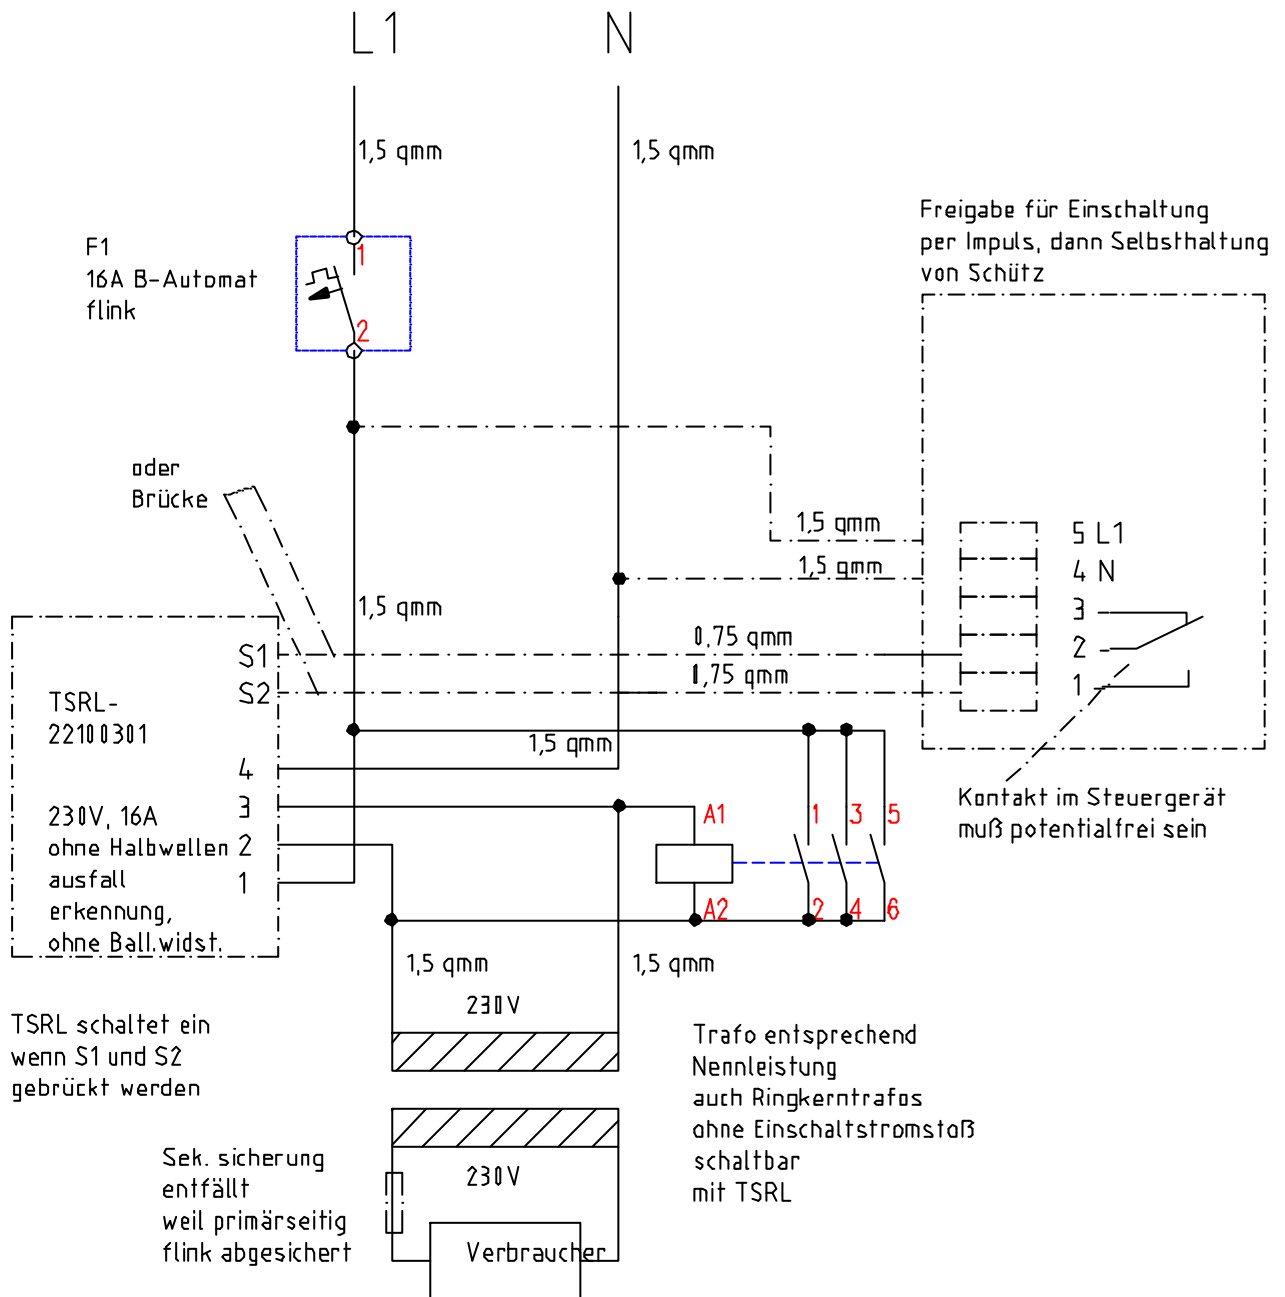 L1
N
1,5 qmm
1,5 qmm
Freigabe für Einschaltung
per Impuls, dann Selbsthaltung
von Schütz
F1
16A B-Automat
flink
1
2
oder
Brücke
1,5 qmm
1,5 qmm
5 L1
4 N
3
2
1
1,5 qmm
0,75 qmm
0,75 qmm
S1
S2
TSRL-
22100301
4
3
2
1
230V, 16A
ohne Halbwellen
ausfall
erkennung,
ohne Ball.widst.
1,5 qmm
A1
1
3
5
A2
2
4
6
Kontakt im Steuergerät
muß potentialfrei sein
1,5 qmm
1,5 qmm
230V
TSRL schaltet ein
wenn S1 und S2
gebrückt werden
Trafo entsprechend
Nennleistung
auch Ringkerntrafos
ohne Einschaltstromstoß
schaltbar
mit TSRL
Sek. sicherung
entfällt
weil primärseitig
flink abgesichert
230V
Verbraucher